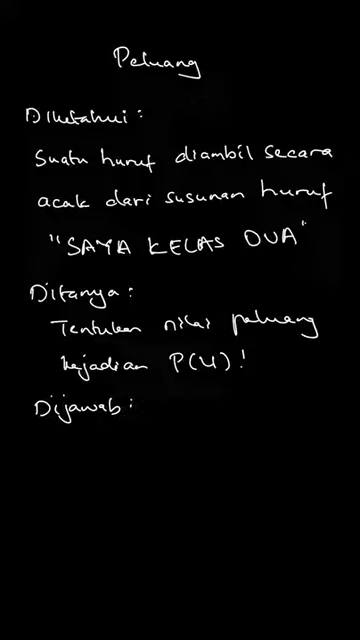 Peluang
Diketahui:
Suatu huruf diambil secara
acak dari susunan huruf
"SAYA KELAS DUA"
Ditanya:
Tentukan nilai peluang
kejadian P(U)!
Dijawab: